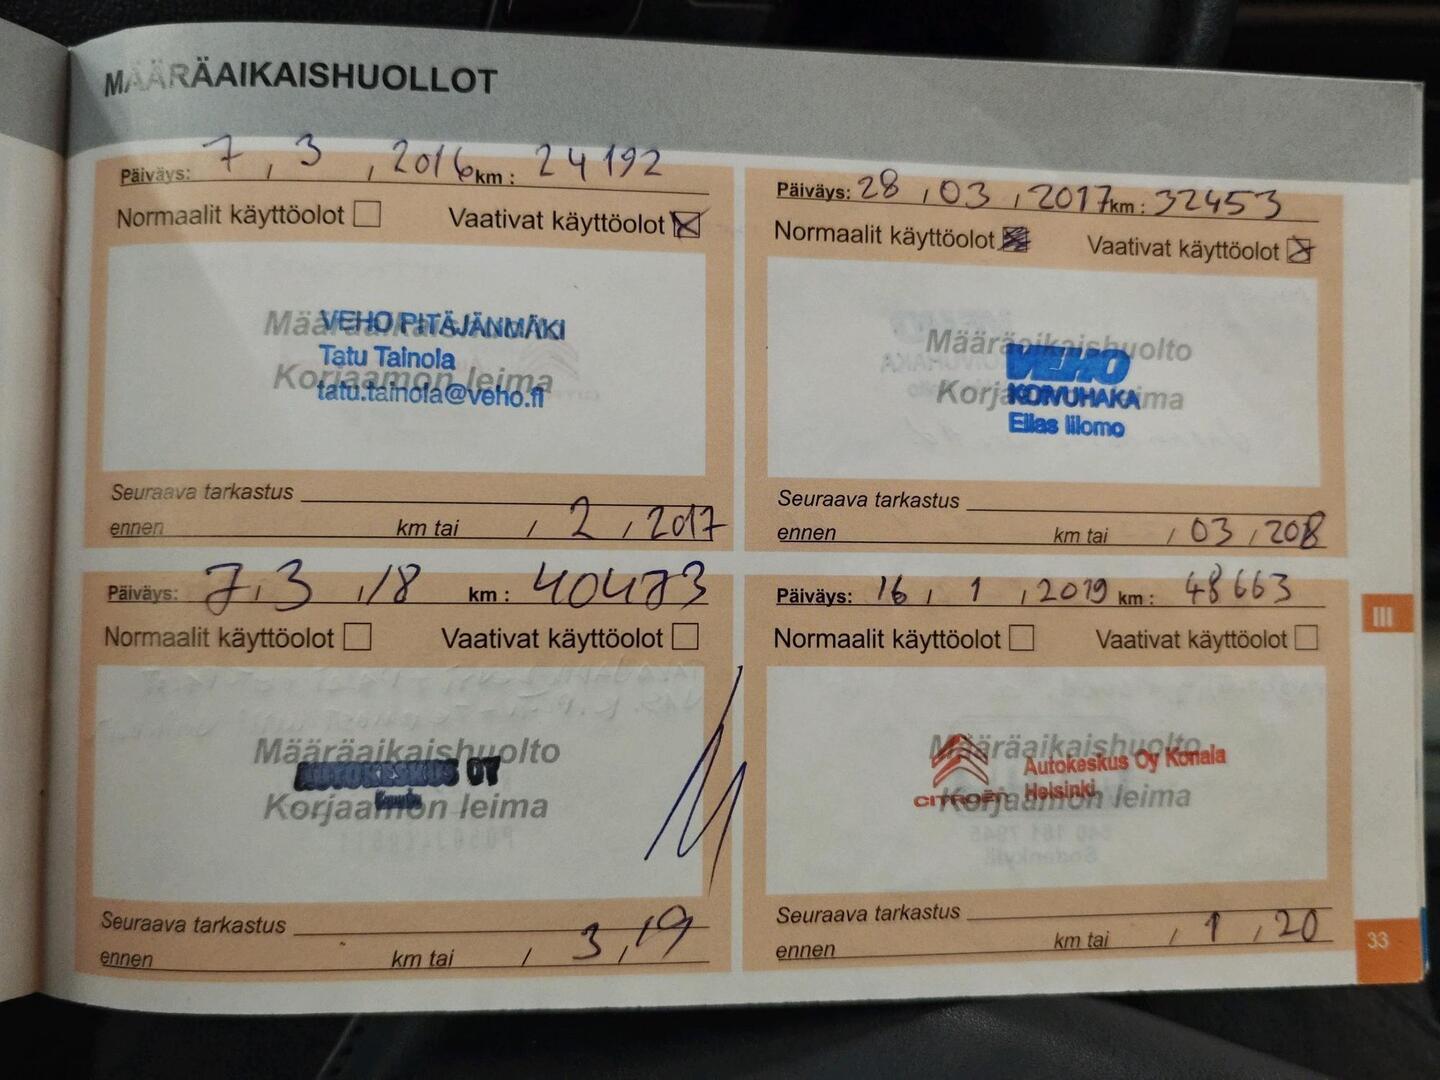 MÄÄRÄAIKAISHUOLLOT
Päiväys: 7 , 3 , 2016 km : 24192
Normaalit käyttöolot Vaativat käyttöolot
Määräaikaishuolto
Korjaamon leima
VEHO PITÄJÄNMÄKI
Tatu Tainola
tatu.tainola@veho.fi
Seuraava tarkastus
ennen km tai / 2 , 2017
Päiväys: 28 , 03 , 2017 km : 32453
Normaalit käyttöolot Vaativat käyttöolot
Määräaikaishuolto
Korjaamon leima
VEHO
KOIVUHAKA
Elias Iilomo
Seuraava tarkastus
ennen km tai / 03 , 2018
Päiväys: 7 , 3 , 18 km : 40473
Normaalit käyttöolot Vaativat käyttöolot
Määräaikaishuolto
Korjaamon leima
AUTOKESKUS OY
Seuraava tarkastus
ennen km tai / 3 , 19
Päiväys: 16 , 1 , 2019 km : 48663
Normaalit käyttöolot Vaativat käyttöolot
Määräaikaishuolto
Korjaamon leima
CITROËN
Autokeskus Oy Konala
Helsinki
Seuraava tarkastus
ennen km tai / 1 , 20
III
33